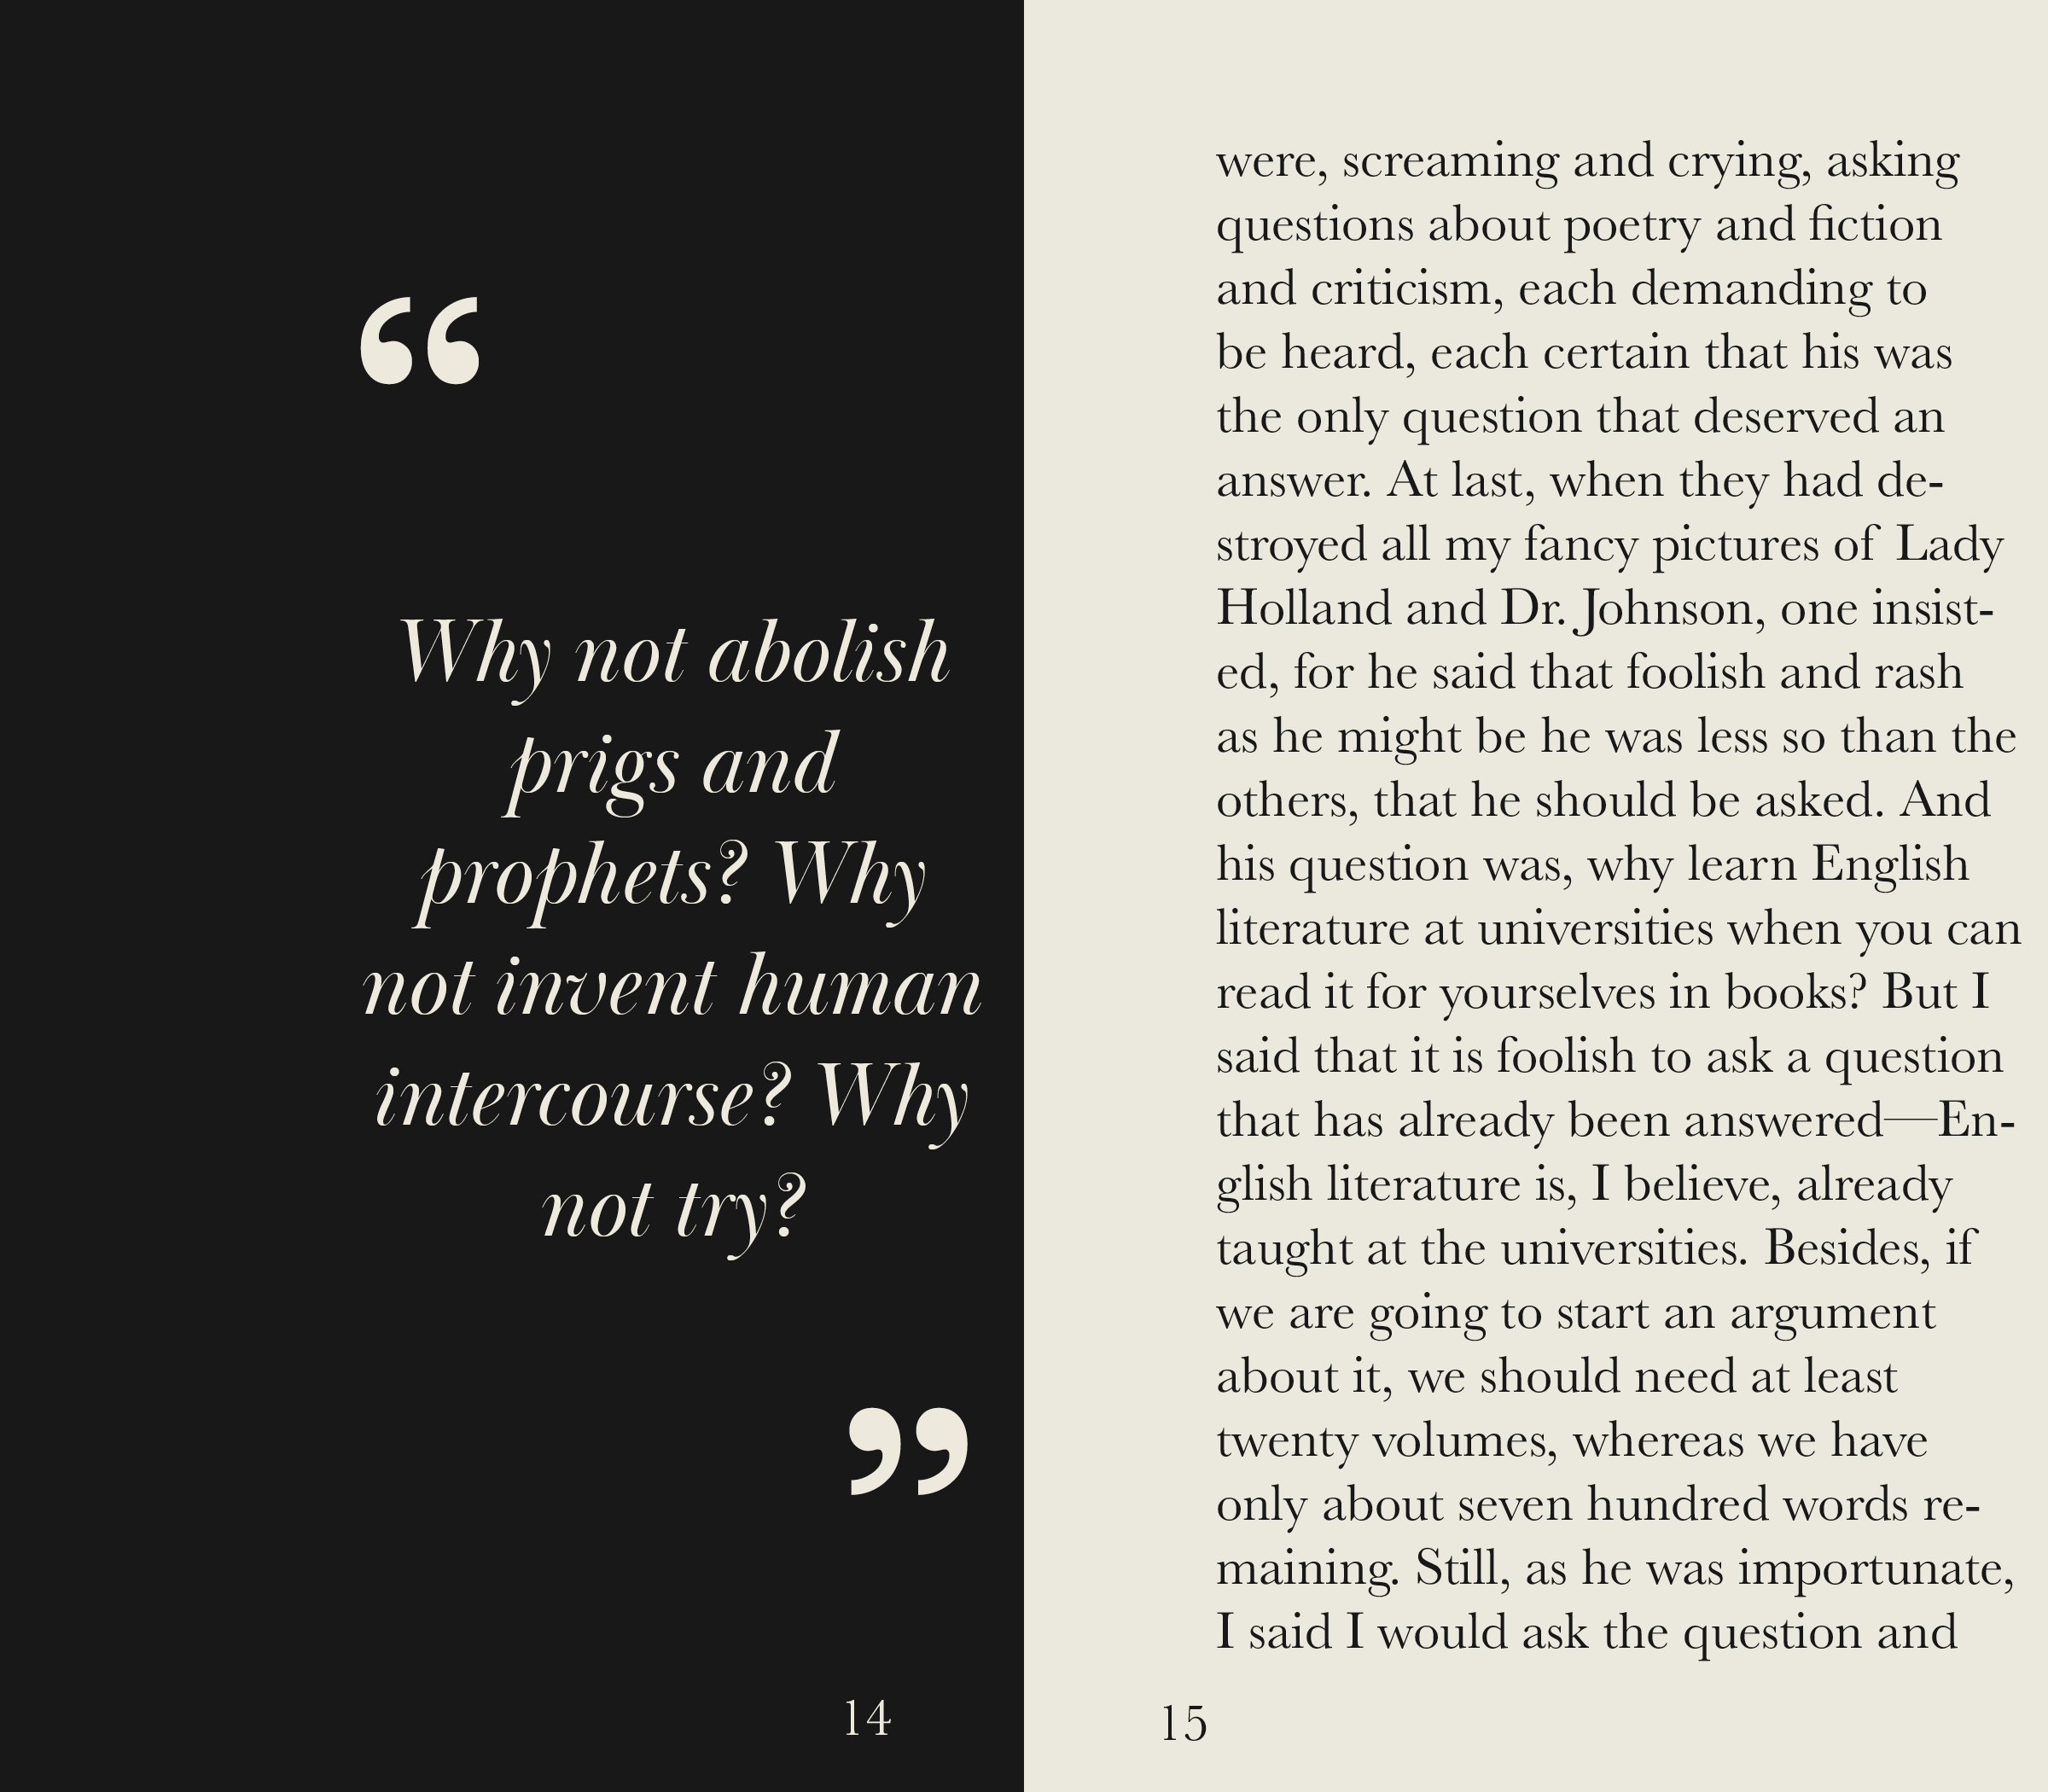 “
Why not abolish
prigs and
prophets? Why
not invent human
intercourse? Why
not try?
”
14
were, screaming and crying, asking
questions about poetry and fiction
and criticism, each demanding to
be heard, each certain that his was
the only question that deserved an
answer. At last, when they had de-
stroyed all my fancy pictures of Lady
Holland and Dr. Johnson, one insist-
ed, for he said that foolish and rash
as he might be he was less so than the
others, that he should be asked. And
his question was, why learn English
literature at universities when you can
read it for yourselves in books? But I
said that it is foolish to ask a question
that has already been answered—En-
glish literature is, I believe, already
taught at the universities. Besides, if
we are going to start an argument
about it, we should need at least
twenty volumes, whereas we have
only about seven hundred words re-
maining. Still, as he was importunate,
I said I would ask the question and
15